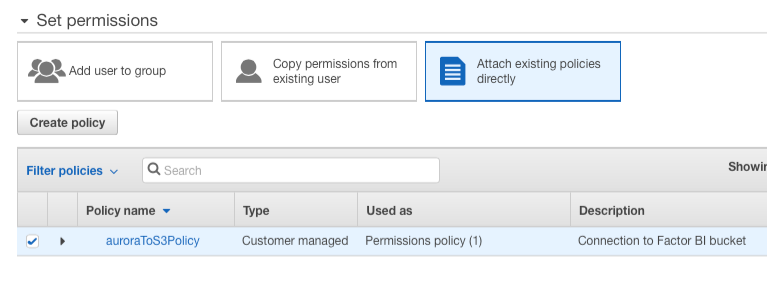 Set permissions
Add user to group
Copy permissions from
existing user
Attach existing policies
directly
Create policy
Filter policies
Search
Showin
Policy name
Type
Used as
Description
auroraToS3Policy
Customer managed
Permissions policy (1)
Connection to Factor BI bucket